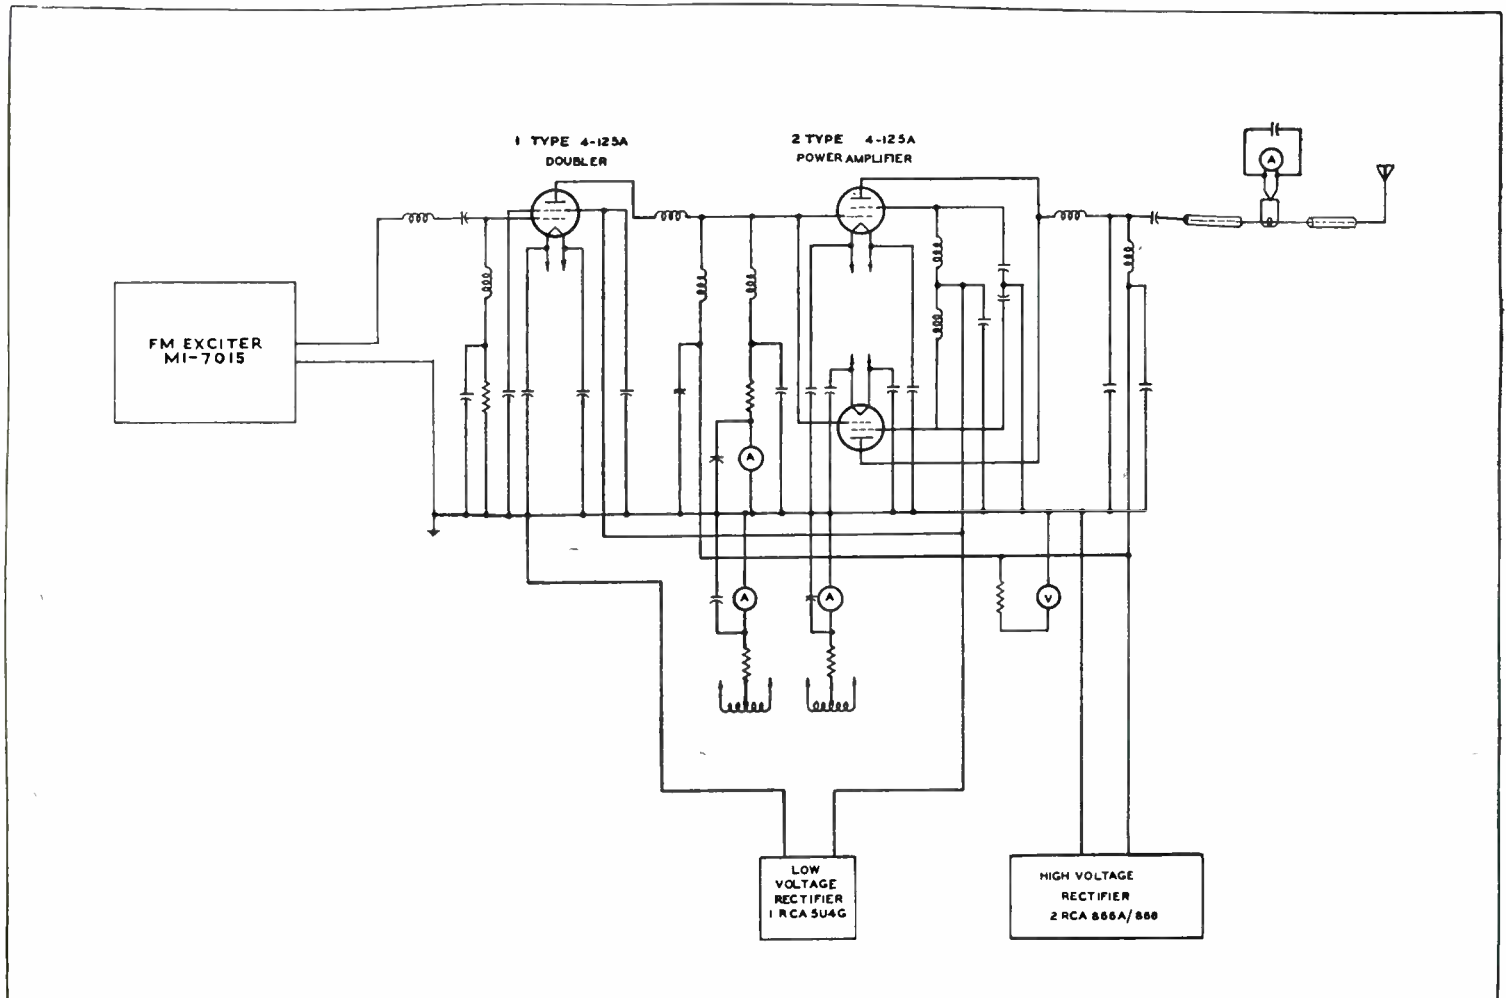 1 TYPE 4-125A
DOUBLER
2 TYPE 4-125A
POWER AMPLIFIER
A
FM EXCITER
MI-7015
A
A
A
V
LOW
VOLTAGE
RECTIFIER
1 RCA 5U4G
HIGH VOLTAGE
RECTIFIER
2 RCA 866A/866